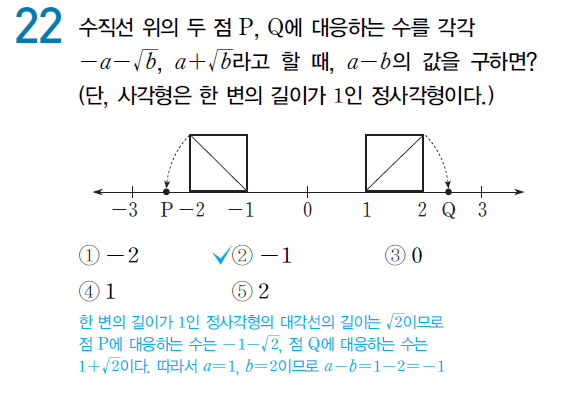 22 수직선 위의 두 점 P, Q에 대응하는 수를 각각
−a−√b, a+√b라고 할 때, a−b의 값을 구하면?
(단, 사각형은 한 변의 길이가 1인 정사각형이다.)
−3 P −2 −1 0 1 2 Q 3
① −2 ✓② −1 ③ 0
④ 1 ⑤ 2
한 변의 길이가 1인 정사각형의 대각선의 길이는 √2이므로
점 P에 대응하는 수는 −1−√2, 점 Q에 대응하는 수는
1+√2이다. 따라서 a=1, b=2이므로 a−b=1−2=−1